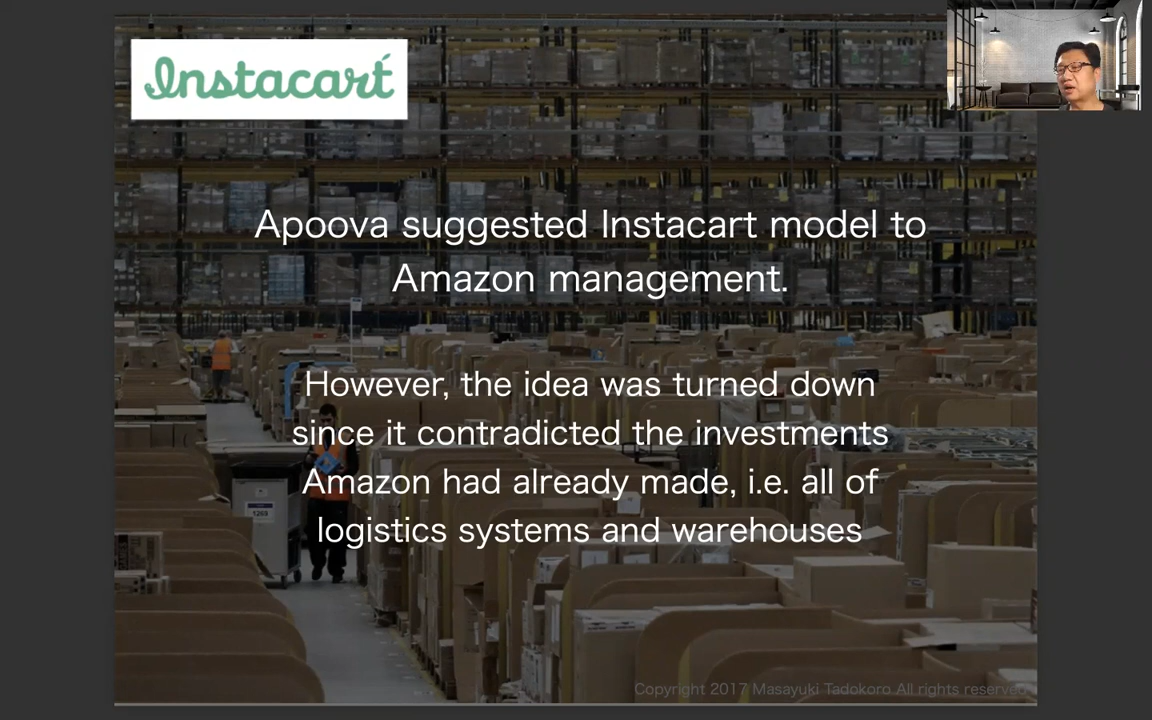 Instacart
Apoova suggested Instacart model to
Amazon management.
However, the idea was turned down
since it contradicted the investments
Amazon had already made, i.e. all of
logistics systems and warehouses
1269
Copyright 2017 Masayuki Tadokoro All rights reserved